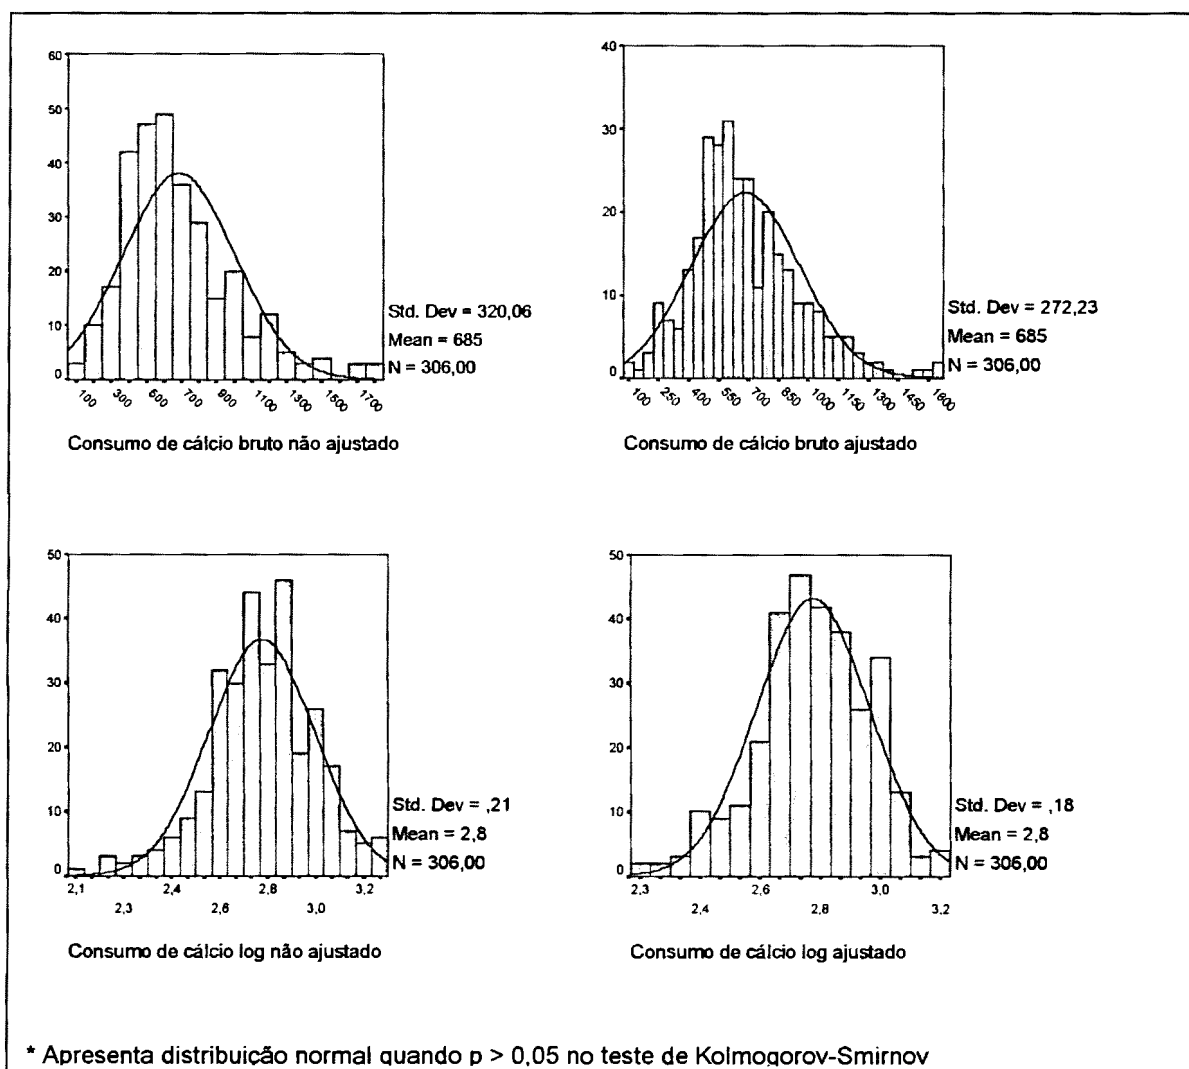 60
50
40
30
20
10
0
Std. Dev = 320,06
Mean = 685
N = 306,00
100 300 600 700 900 1100 1300 1500 1700
Consumo de cálcio bruto não ajustado
40
30
20
10
0
Std. Dev = 272,23
Mean = 685
N = 306,00
100 250 400 550 700 850 1000 1150 1300 1450 1600
Consumo de cálcio bruto ajustado
50
40
30
20
10
0
Std. Dev = ,21
Mean = 2,8
N = 306,00
2,1 2,4 2,8 3,2
2,3 2,6 3,0
Consumo de cálcio log não ajustado
50
40
30
20
10
0
Std. Dev = ,18
Mean = 2,8
N = 306,00
2,3 2,6 3,0
2,4 2,8 3,2
Consumo de cálcio log ajustado
* Apresenta distribuição normal quando p > 0,05 no teste de Kolmogorov-Smirnov